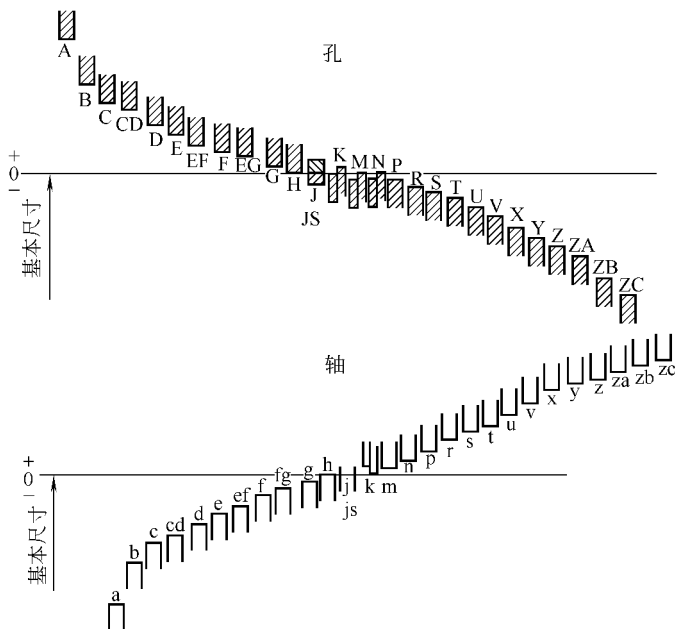 孔
A
B
C
CD
D
E
EF
F
EG
G
H
J
JS
K
M
N
P
R
S
T
U
V
X
Y
Z
ZA
ZB
ZC
+
0
−
基本尺寸
轴
zc
zb
za
z
y
x
v
u
t
s
r
p
n
m
k
j
js
h
g
fg
f
ef
e
d
cd
c
b
a
+
0
−
基本尺寸